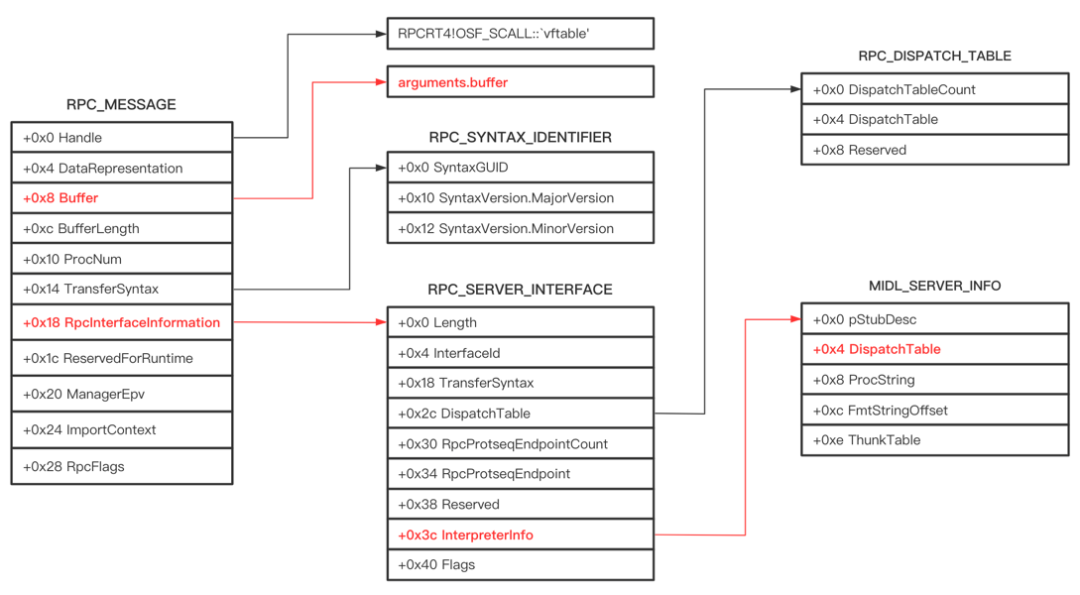 RPC_MESSAGE
+0x0 Handle
+0x4 DataRepresentation
+0x8 Buffer
+0xc BufferLength
+0x10 ProcNum
+0x14 TransferSyntax
+0x18 RpcInterfaceInformation
+0x1c ReservedForRuntime
+0x20 ManagerEpv
+0x24 ImportContext
+0x28 RpcFlags
RPCRT4!OSF_SCALL::`vftable'
arguments.buffer
RPC_SYNTAX_IDENTIFIER
+0x0 SyntaxGUID
+0x10 SyntaxVersion.MajorVersion
+0x12 SyntaxVersion.MinorVersion
RPC_SERVER_INTERFACE
+0x0 Length
+0x4 InterfaceId
+0x18 TransferSyntax
+0x2c DispatchTable
+0x30 RpcProtseqEndpointCount
+0x34 RpcProtseqEndpoint
+0x38 Reserved
+0x3c InterpreterInfo
+0x40 Flags
RPC_DISPATCH_TABLE
+0x0 DispatchTableCount
+0x4 DispatchTable
+0x8 Reserved
MIDL_SERVER_INFO
+0x0 pStubDesc
+0x4 DispatchTable
+0x8 ProcString
+0xc FmtStringOffset
+0xe ThunkTable